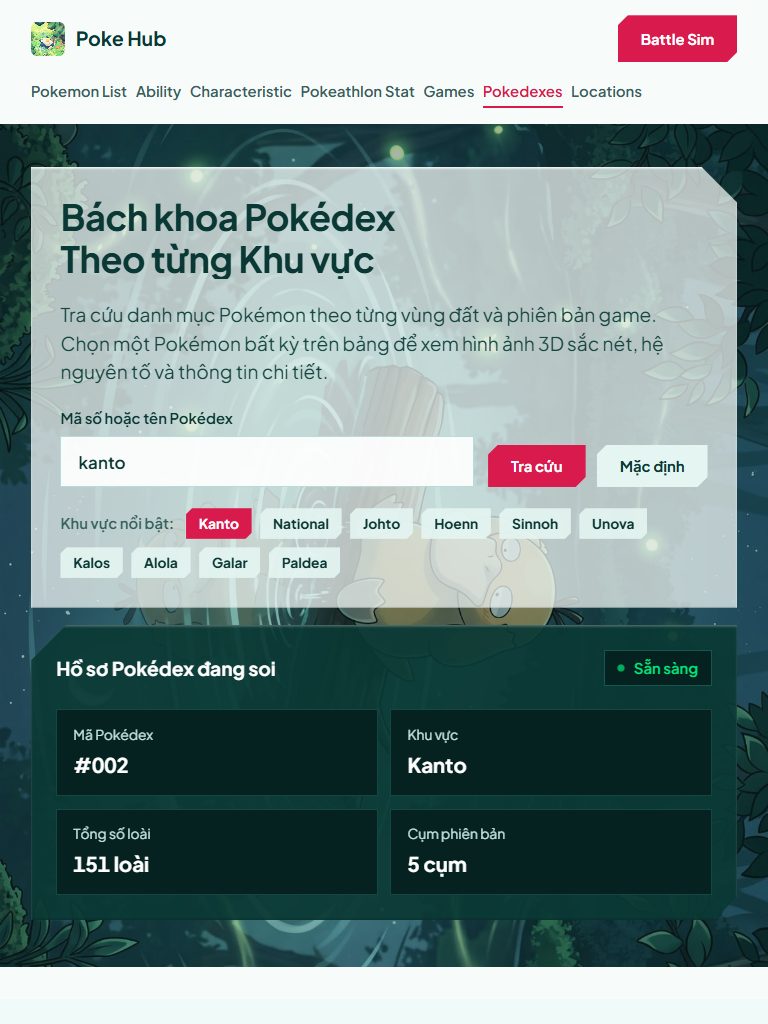 Poke Hub
Battle Sim
Pokemon List Ability Characteristic Pokeathlon Stat Games Pokedexes Locations
Bách khoa Pokédex
Theo từng Khu vực
Tra cứu danh mục Pokémon theo từng vùng đất và phiên bản game.
Chọn một Pokémon bất kỳ trên bảng để xem hình ảnh 3D sắc nét, hệ
nguyên tố và thông tin chi tiết.
Mã số hoặc tên Pokédex
kanto
Tra cứu
Mặc định
Khu vực nổi bật: Kanto National Johto Hoenn Sinnoh Unova
Kalos Alola Galar Paldea
Hồ sơ Pokédex đang soi
Sẵn sàng
Mã Pokédex
#002
Khu vực
Kanto
Tổng số loài
151 loài
Cụm phiên bản
5 cụm